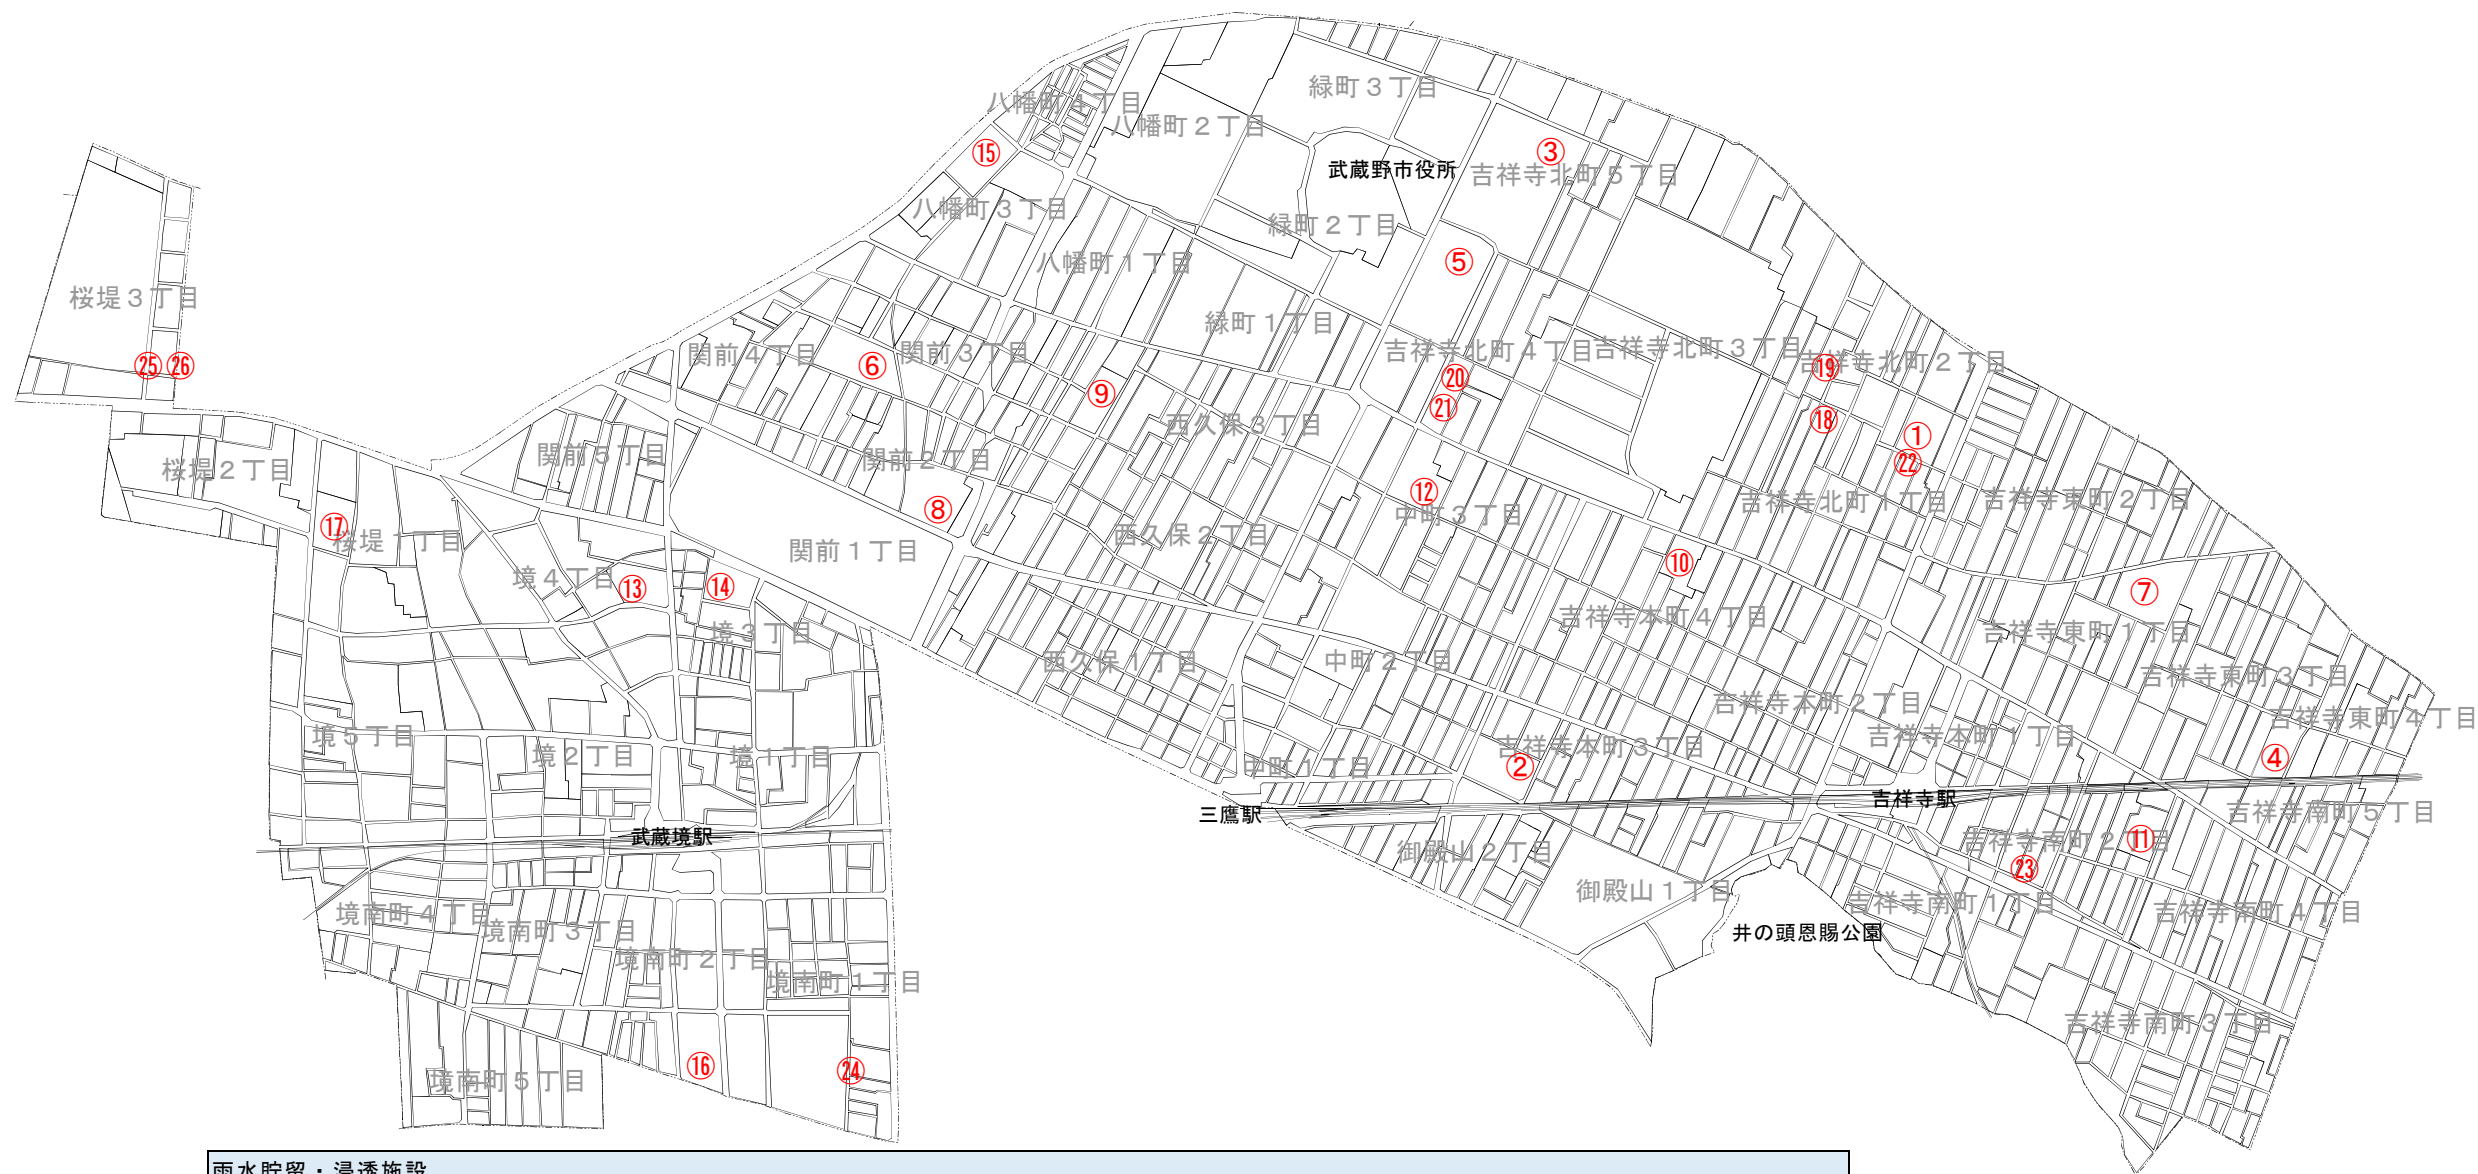 緑町３丁目
八幡町４丁目
八幡町２丁目
③
⑮
武蔵野市役所
吉祥寺北町５丁目
八幡町３丁目
緑町２丁目
⑤
八幡町１丁目
桜堤３丁目
緑町１丁目
関前４丁目
⑥
関前３丁目
吉祥寺北町４丁目
吉祥寺北町３丁目
吉祥寺北町２丁目
㉕
㉖
⑲
⑳
⑨
㉑
⑱
西久保３丁目
①
関前５丁目
関前２丁目
㉒
桜堤２丁目
⑫
吉祥寺北町１丁目
吉祥寺東町２丁目
⑧
中町３丁目
⑰
桜堤１丁目
西久保２丁目
関前１丁目
⑩
境４丁目
⑬
⑭
⑦
吉祥寺本町４丁目
境３丁目
吉祥寺東町１丁目
西久保１丁目
中町２丁目
吉祥寺東町３丁目
吉祥寺本町２丁目
吉祥寺東町４丁目
境５丁目
吉祥寺本町１丁目
境２丁目
境１丁目
吉祥寺本町３丁目
④
②
中町１丁目
吉祥寺駅
三鷹駅
吉祥寺南町５丁目
武蔵境駅
吉祥寺南町２丁目
⑪
御殿山２丁目
㉓
御殿山１丁目
吉祥寺南町１丁目
境南町４丁目
吉祥寺南町４丁目
境南町３丁目
井の頭恩賜公園
境南町２丁目
境南町１丁目
吉祥寺南町３丁目
⑯
㉔
境南町５丁目
雨水貯留・浸透施設